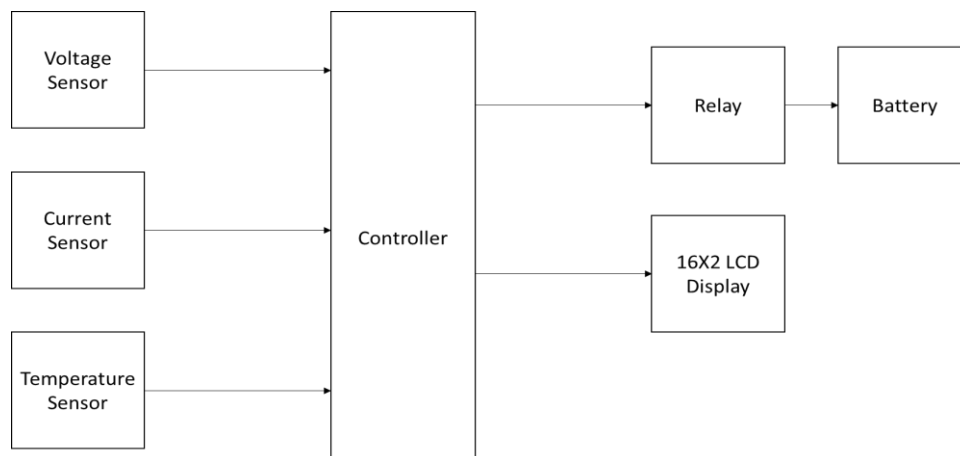 Voltage
Sensor
Current
Sensor
Temperature
Sensor
Controller
Relay
Battery
16X2 LCD
Display